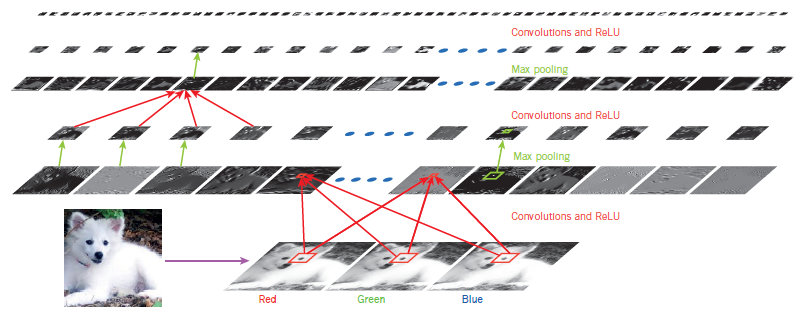 Convolutions and ReLU
Max pooling
Convolutions and ReLU
Max pooling
Convolutions and ReLU
Red
Green
Blue